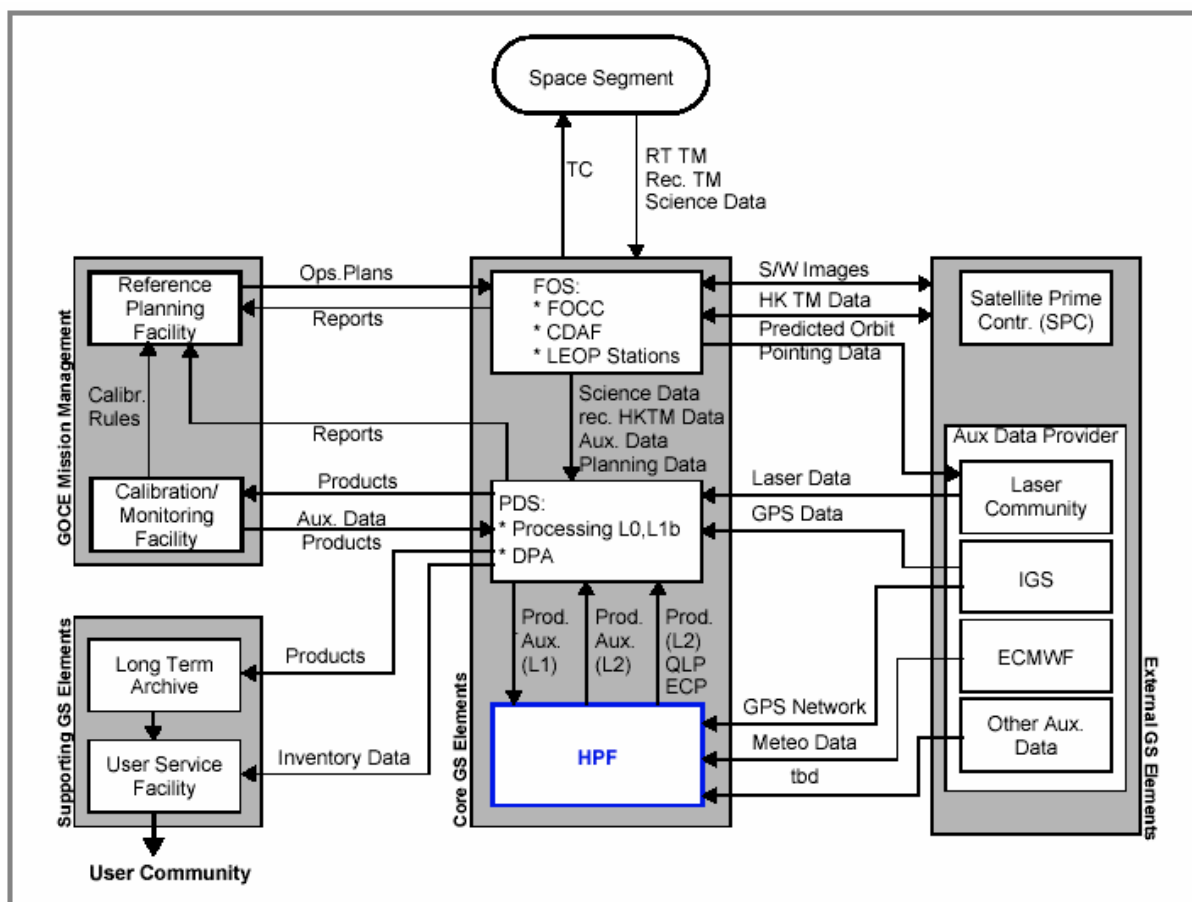 Space Segment
TC
RT TM
Rec. TM
Science Data
GOCE Mission Management
Reference
Planning
Facility
Ops.Plans
Reports
Calibr.
Rules
Reports
Calibration/
Monitoring
Facility
Products
Aux. Data
Products
Core GS Elements
FOS:
* FOCC
* CDAF
* LEOP Stations
Science Data
rec. HKTM Data
Aux. Data
Planning Data
PDS:
* Processing L0,L1b
* DPA
Prod.
Aux.
(L1)
Prod.
Aux.
(L2)
Prod.
(L2)
QLP
ECP
HPF
S/W Images
HK TM Data
Predicted Orbit
Pointing Data
Laser Data
GPS Data
GPS Network
Meteo Data
tbd
External GS Elements
Satellite Prime
Contr. (SPC)
Aux Data Provider
Laser
Community
IGS
ECMWF
Other Aux.
Data
Supporting GS Elements
Long Term
Archive
Products
User Service
Facility
Inventory Data
User Community